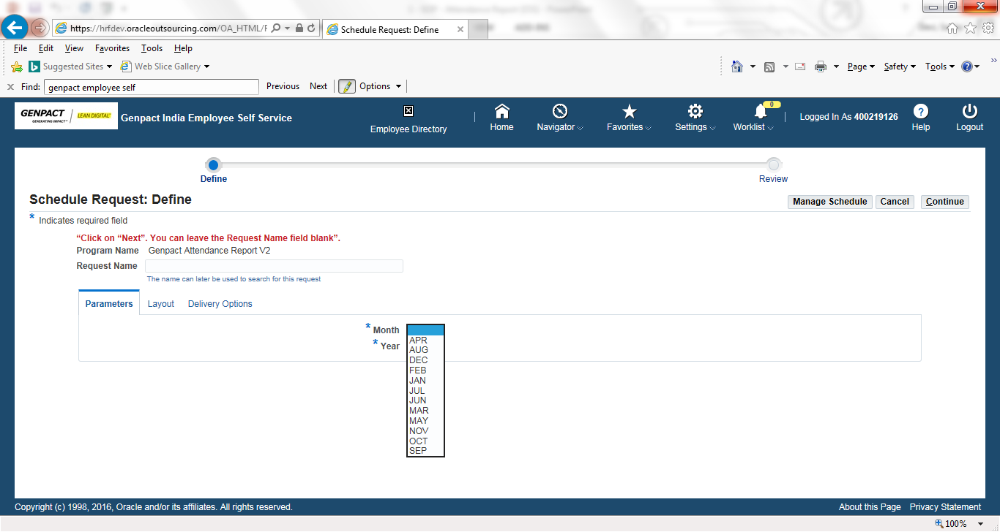 https://hrfdev.oracleoutsourcing.com/OA_HTML/F
Schedule Request: Define
File Edit View Favorites Tools Help
Suggested Sites Web Slice Gallery
Page Safety Tools
Find: genpact employee self Previous Next Options
GENPACT LEAN DIGITAL
GENERATING IMPACT
Genpact India Employee Self Service
Employee Directory
Home Navigator Favorites Settings Worklist 0
Logged In As 400219126
Help Logout
Define Review
Schedule Request: Define
Manage Schedule Cancel Continue
* Indicates required field
“Click on “Next”. You can leave the Request Name field blank”.
Program Name Genpact Attendance Report V2
Request Name
The name can later be used to search for this request
Parameters Layout Delivery Options
* Month
* Year
APR
AUG
DEC
FEB
JAN
JUL
JUN
MAR
MAY
NOV
OCT
SEP
Copyright (c) 1998, 2016, Oracle and/or its affiliates. All rights reserved.
About this Page Privacy Statement
100%